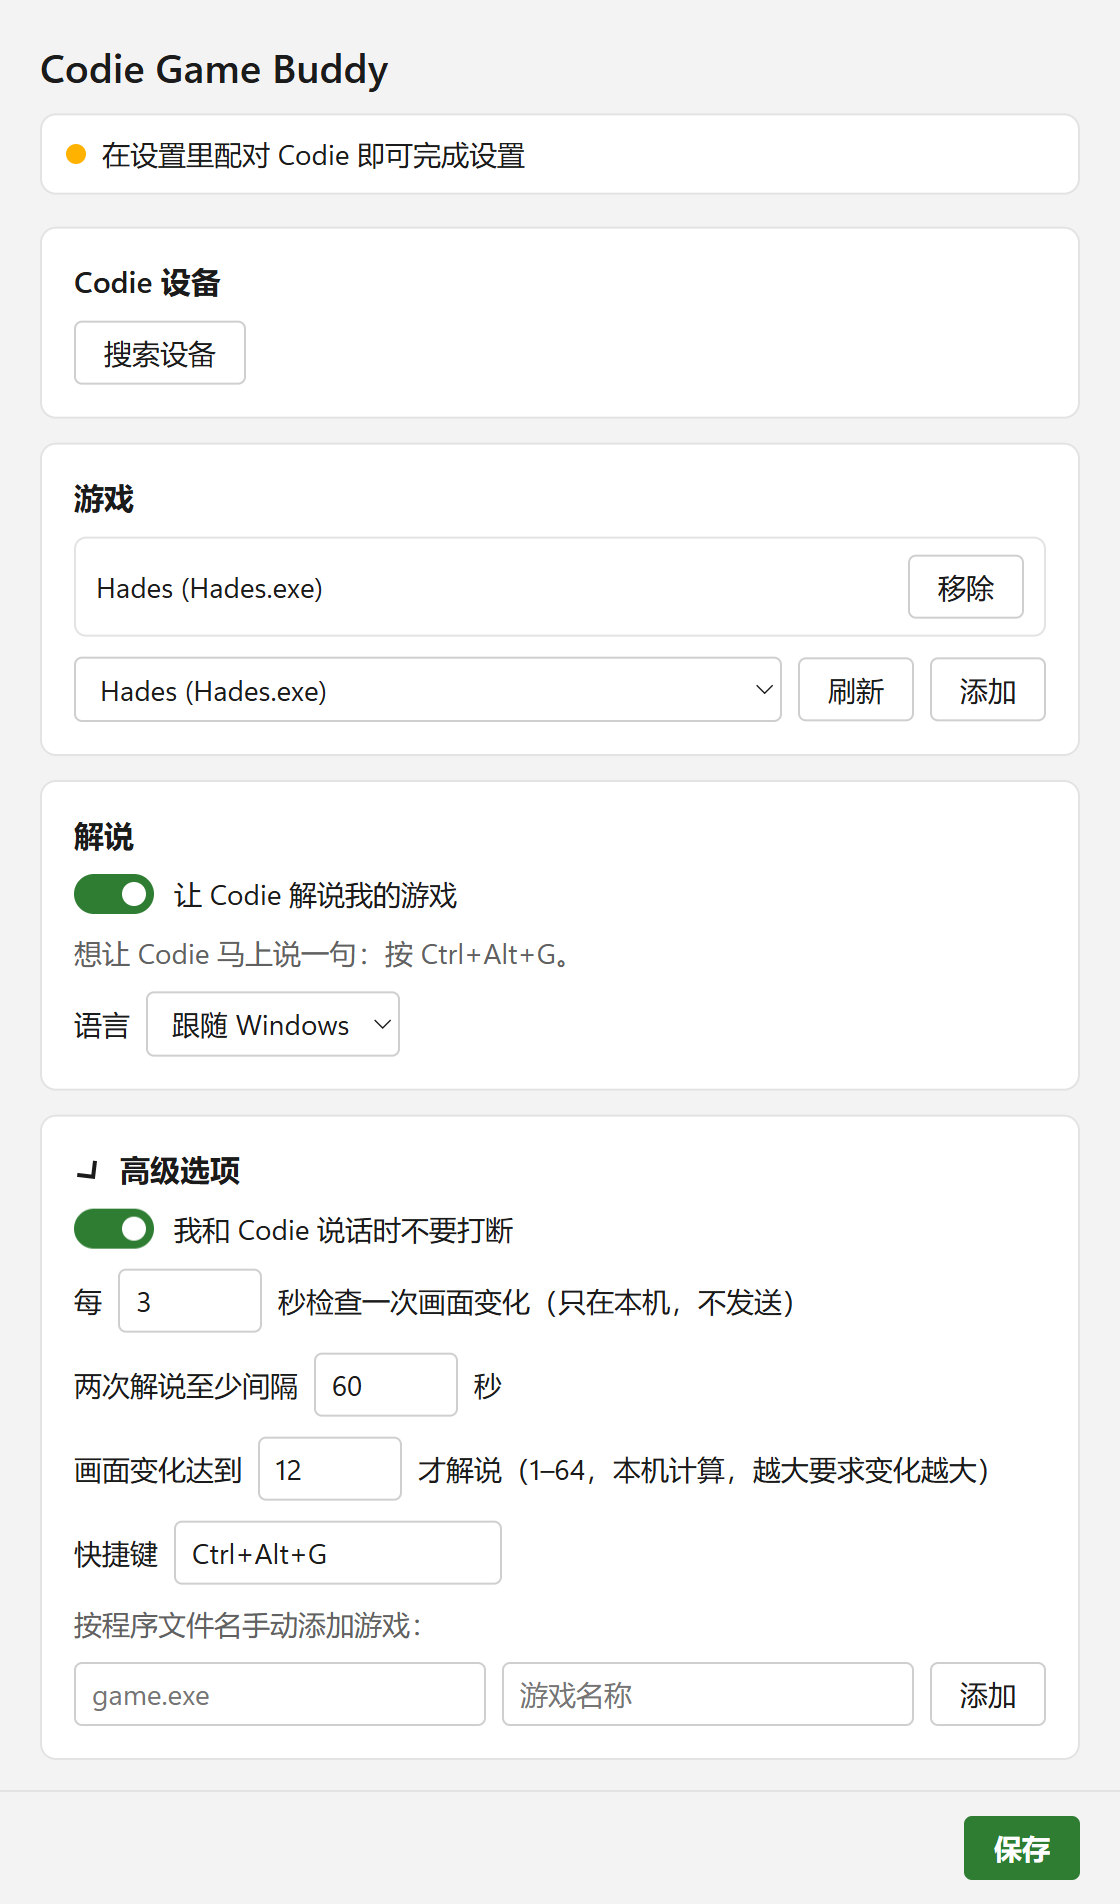 Codie Game Buddy
在设置里配对 Codie 即可完成设置
Codie 设备
搜索设备
游戏
Hades (Hades.exe)
移除
Hades (Hades.exe)
刷新
添加
解说
让 Codie 解说我的游戏
想让 Codie 马上说一句：按 Ctrl+Alt+G。
语言
跟随 Windows
高级选项
我和 Codie 说话时不要打断
每 3 秒检查一次画面变化（只在本机，不发送）
两次解说至少间隔 60 秒
画面变化达到 12 才解说（1–64，本机计算，越大要求变化越大）
快捷键 Ctrl+Alt+G
按程序文件名手动添加游戏：
game.exe
游戏名称
添加
保存